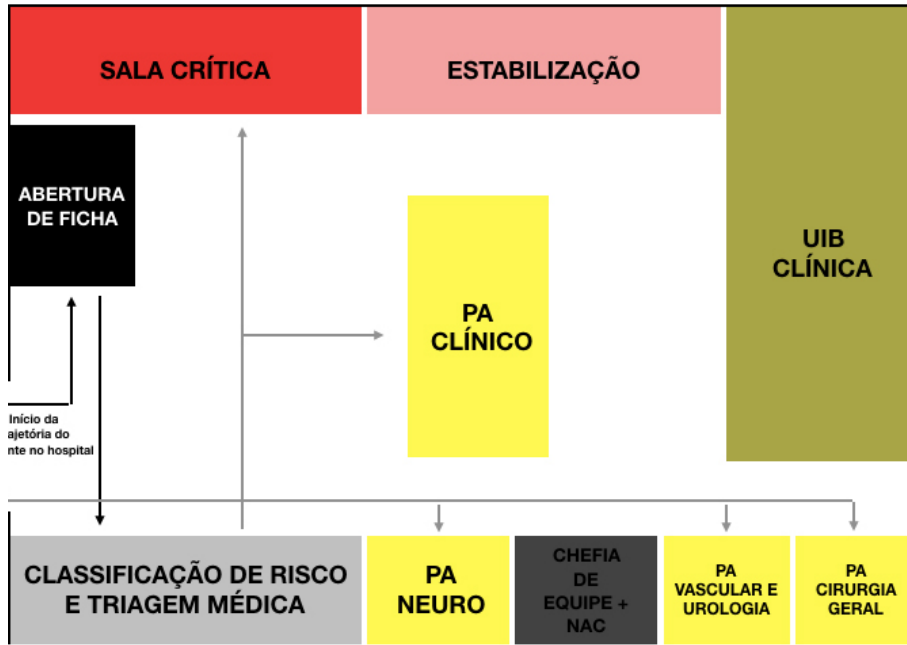 SALA CRÍTICA
ESTABILIZAÇÃO
ABERTURA
DE FICHA
UIB
CLÍNICA
PA
CLÍNICO
Início da
ajetória do
nte no hospital
CLASSIFICAÇÃO DE RISCO
E TRIAGEM MÉDICA
PA
NEURO
CHEFIA
DE
EQUIPE +
NAC
PA
VASCULAR E
UROLOGIA
PA
CIRURGIA
GERAL